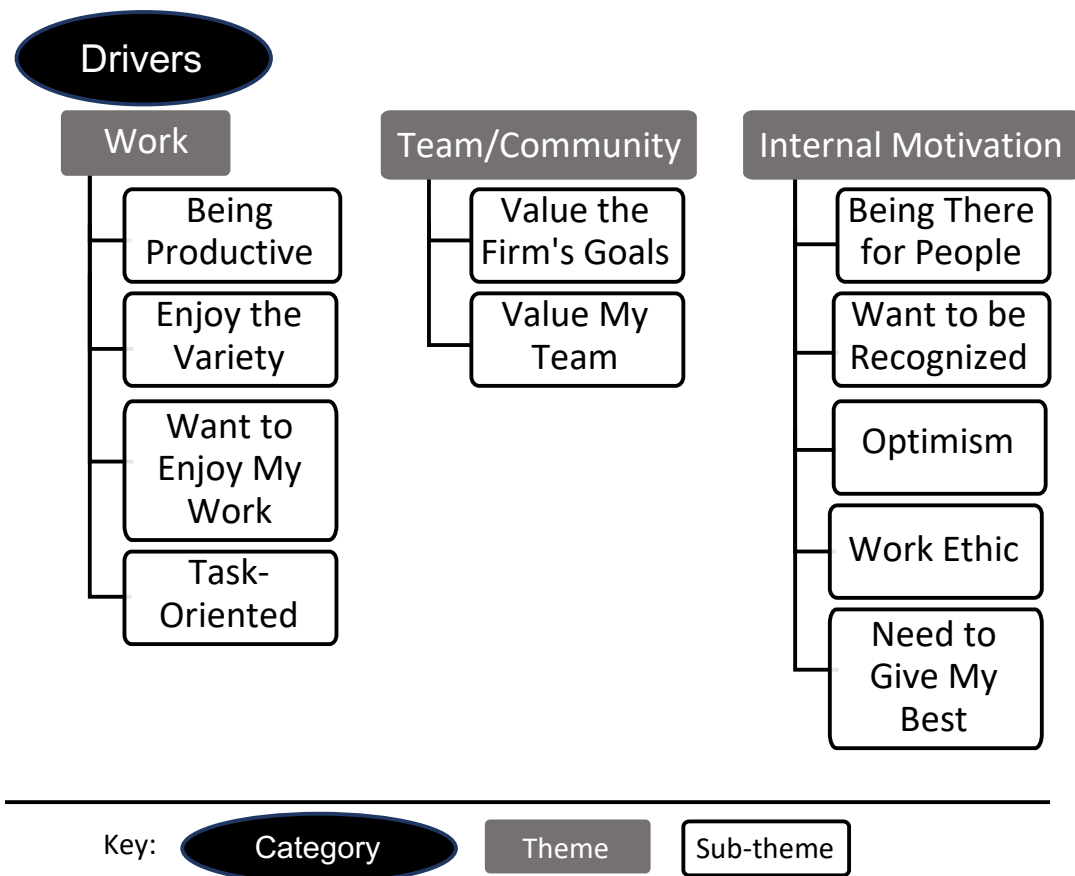 Drivers
Work
Being
Productive
Enjoy the
Variety
Want to
Enjoy My
Work
Task-
Oriented
Team/Community
Value the
Firm's Goals
Value My
Team
Internal Motivation
Being There
for People
Want to be
Recognized
Optimism
Work Ethic
Need to
Give My
Best
Key:
Category
Theme
Sub-theme